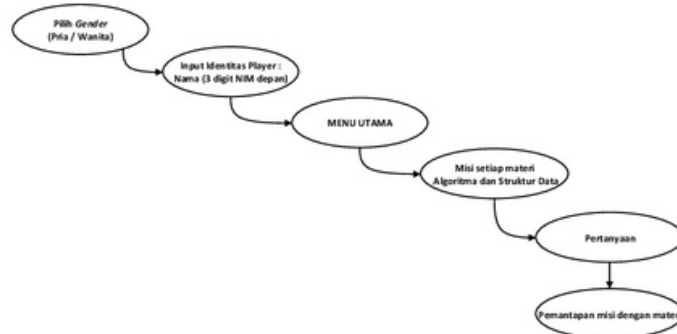 Pilih Gender
(Pria / Wanita)
Input Identitas Player :
Nama (3 digit NIM depan)
MENU UTAMA
Misi setiap materi
Algoritma dan Struktur Data
Pertanyaan
Pemantapan misi dengan materi